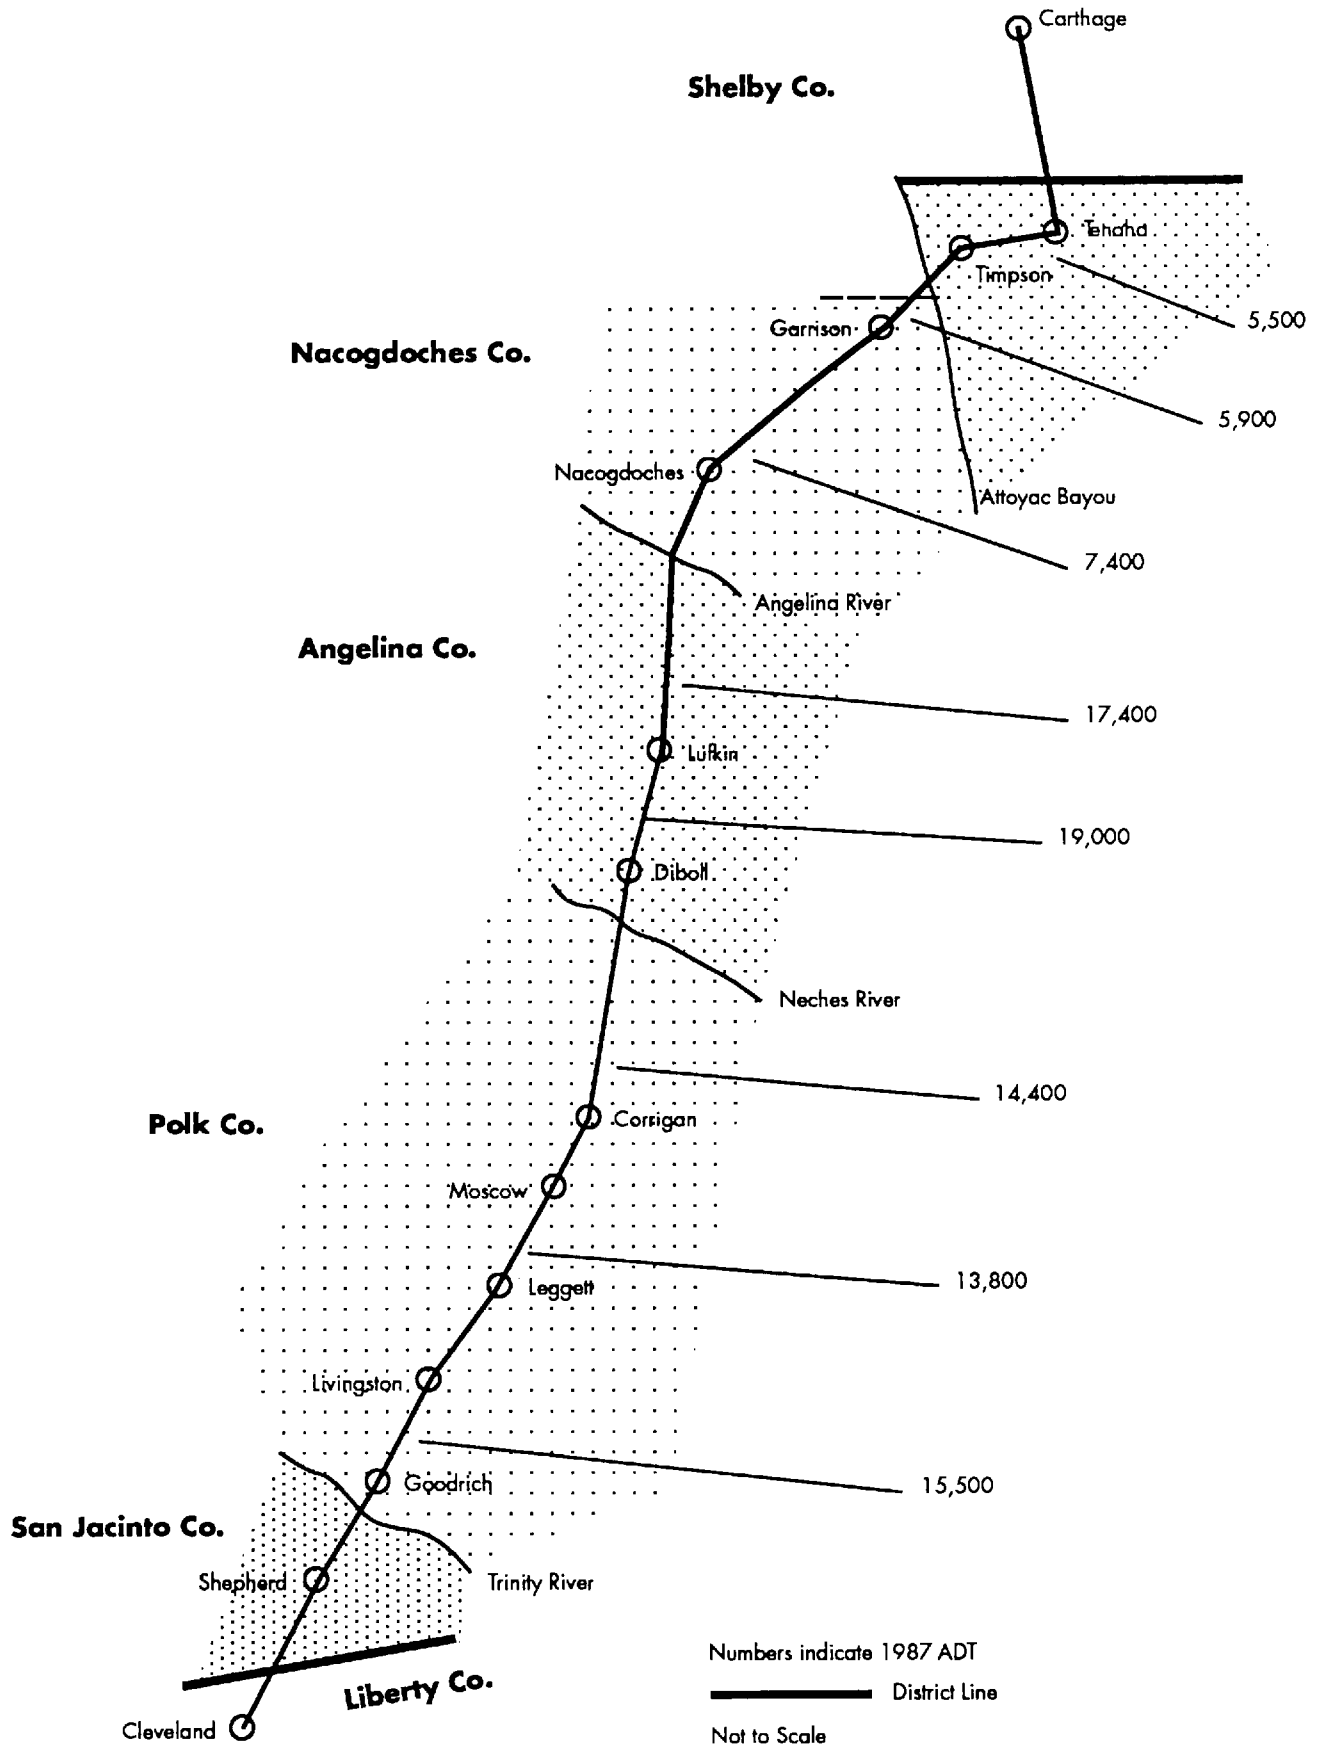 Carthage
Shelby Co.
Tenaha
Timpson
5,500
Garrison
Nacogdoches Co.
5,900
Nacogdoches
Attoyac Bayou
7,400
Angelina River
Angelina Co.
17,400
Lufkin
19,000
Diboll
Neches River
14,400
Corrigan
Polk Co.
Moscow
13,800
Leggett
Livingston
Goodrich
15,500
San Jacinto Co.
Shepherd
Trinity River
Numbers indicate 1987 ADT
Liberty Co.
District Line
Cleveland
Not to Scale